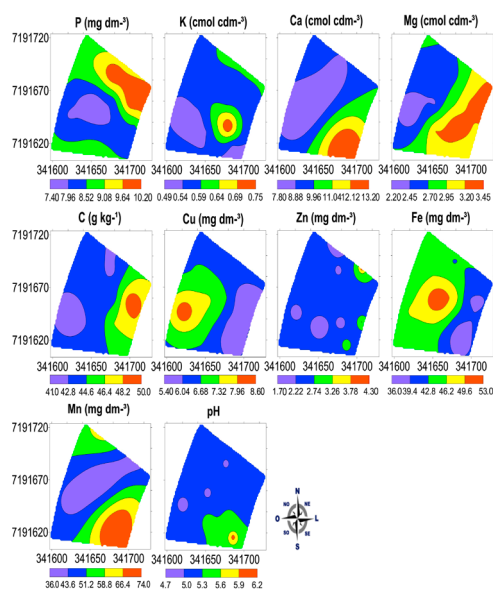 P (mg dm-³) K (cmol cdm-³) Ca (cmol cdm-³) Mg (cmol cdm-³)
7191720
7191670
7191620
341600 341650 341700 341600 341650 341700 341600 341650 341700 341600 341650 341700
7.40 7.96 8.52 9.08 9.64 10.20 0.49 0.54 0.59 0.64 0.69 0.75 7.80 8.88 9.96 11.04 12.12 13.20 2.20 2.45 2.70 2.95 3.20 3.45
C (g kg-¹) Cu (mg dm-³) Zn (mg dm-³) Fe (mg dm-³)
7191720
7191670
7191620
341600 341650 341700 341600 341650 341700 341600 341650 341700 341600 341650 341700
41.0 42.8 44.6 46.4 48.2 50.0 5.40 6.04 6.68 7.32 7.96 8.60 1.70 2.22 2.74 3.26 3.78 4.30 36.0 39.4 42.8 46.2 49.6 53.0
Mn (mg dm-³) pH
7191720
7191670
7191620
341600 341650 341700 341600 341650 341700
36.0 43.6 51.2 58.8 66.4 74.0 4.7 5.0 5.3 5.6 5.9 6.2
N
NO NE
O L
SO SE
S